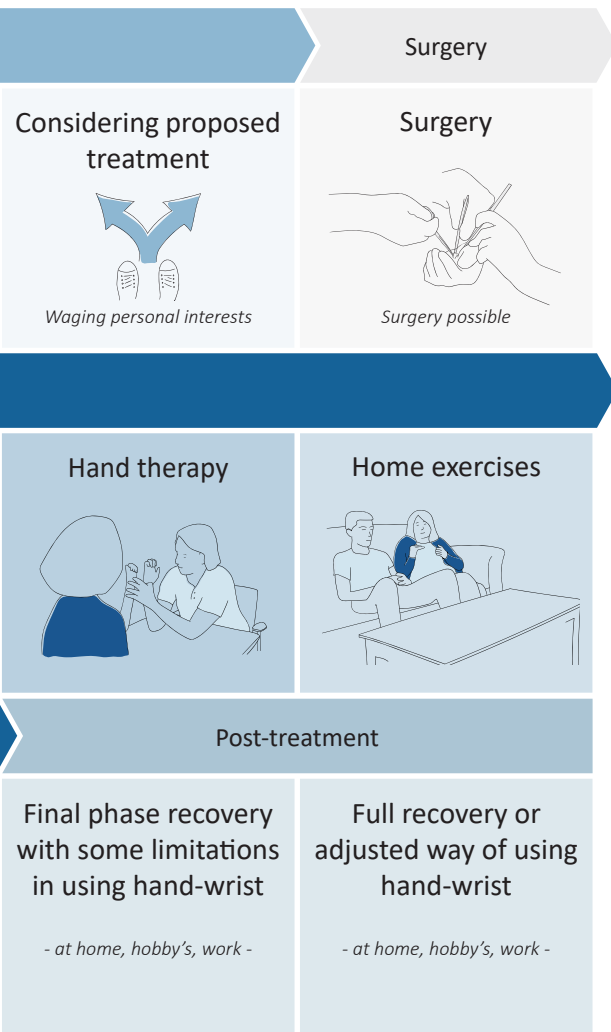 Surgery
Considering proposed
treatment
Waging personal interests
Surgery
Surgery possible
Hand therapy
Home exercises
Post-treatment
Final phase recovery
with some limitations
in using hand-wrist
- at home, hobby's, work -
Full recovery or
adjusted way of using
hand-wrist
- at home, hobby's, work -